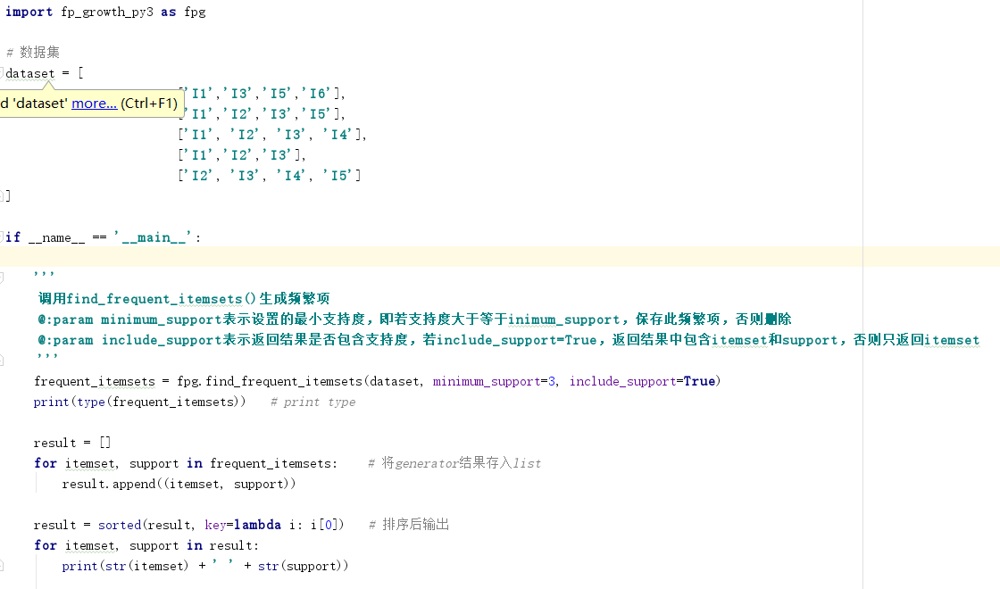 import fp_growth_py3 as fpg
# 数据集
dataset = [
['I1','I3','I5','I6'],
d 'dataset' more... (Ctrl+F1)
['I1','I2','I3','I5'],
['I1', 'I2', 'I3', 'I4'],
['I1','I2','I3'],
['I2', 'I3', 'I4', 'I5']
]
if __name__ == '__main__':
'''
调用find_frequent_itemsets()生成频繁项
@:param minimum_support表示设置的最小支持度，即若支持度大于等于inimum_support，保存此频繁项，否则删除
@:param include_support表示返回结果是否包含支持度，若include_support=True，返回结果中包含itemset和support，否则只返回itemset
'''
frequent_itemsets = fpg.find_frequent_itemsets(dataset, minimum_support=3, include_support=True)
print(type(frequent_itemsets))   # print type
result = []
for itemset, support in frequent_itemsets:    # 将generator结果存入list
result.append((itemset, support))
result = sorted(result, key=lambda i: i[0])   # 排序后输出
for itemset, support in result:
print(str(itemset) + ' ' + str(support))